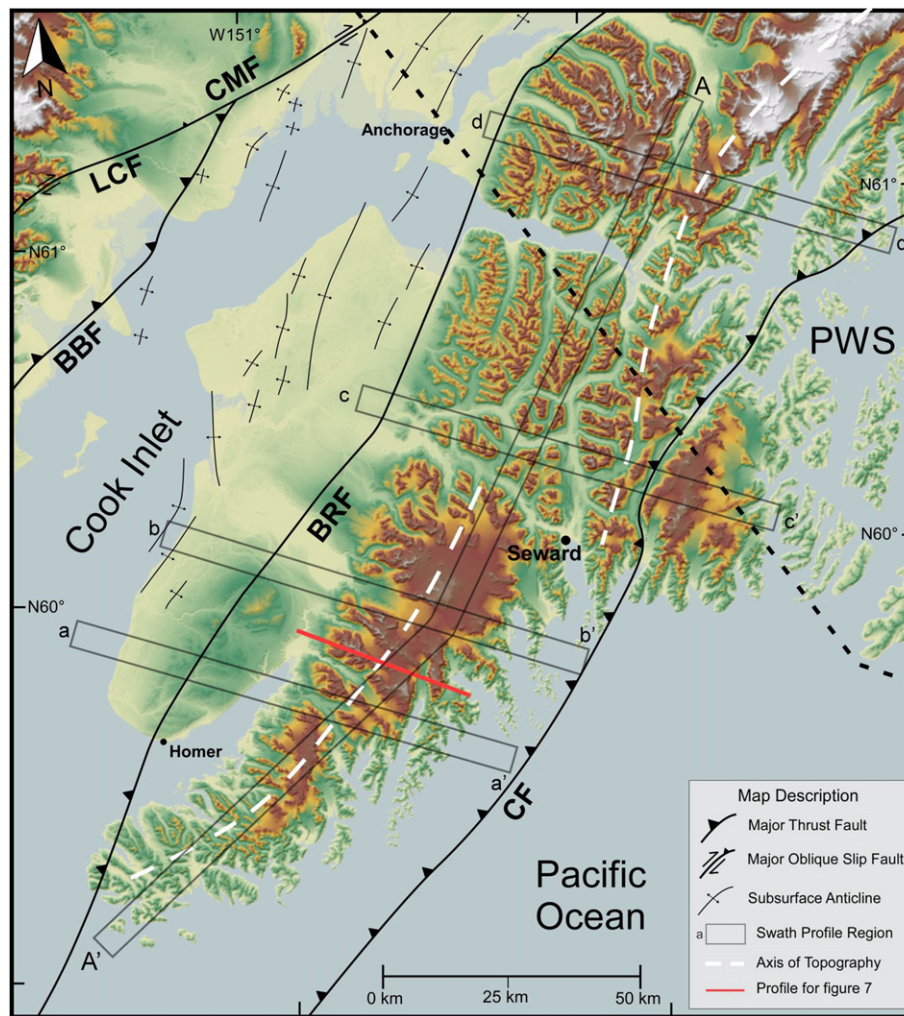 W151°
CMF
N
A
Anchorage
d
LCF
N61°
N61°
d
PWS
BBF
c
Cook Inlet
BRF
c'
b
Seward
N60°
N60°
a
b'
Homer
a'
CF
Pacific
Ocean
A'
0 km
25 km
50 km
Map Description
Major Thrust Fault
Major Oblique Slip Fault
Subsurface Anticline
a
Swath Profile Region
Axis of Topography
Profile for figure 7